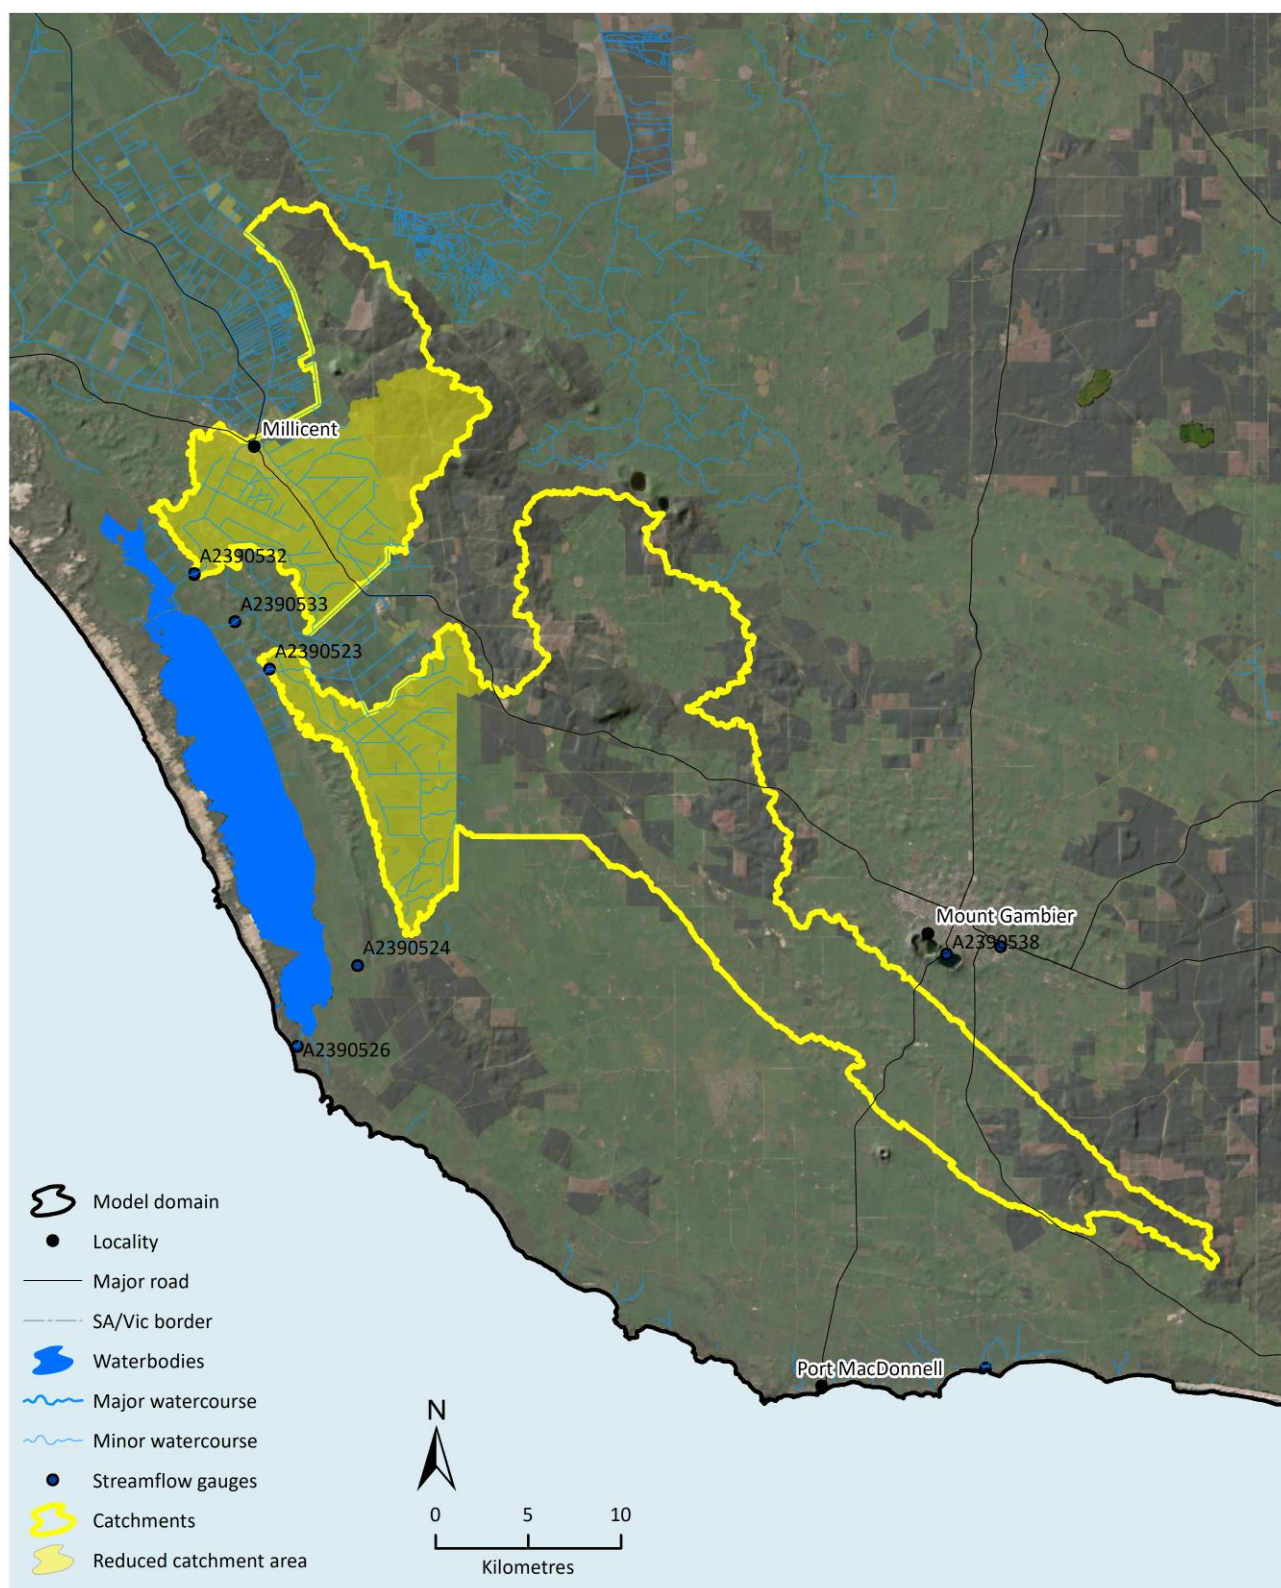 Millicent
A2390532
A2390533
A2390523
Mount Gambier
A2390538
A2390524
A2390526
Port MacDonnell
Model domain
Locality
Major road
SA/Vic border
Waterbodies
Major watercourse
Minor watercourse
Streamflow gauges
Catchments
Reduced catchment area
N
0 5 10
Kilometres